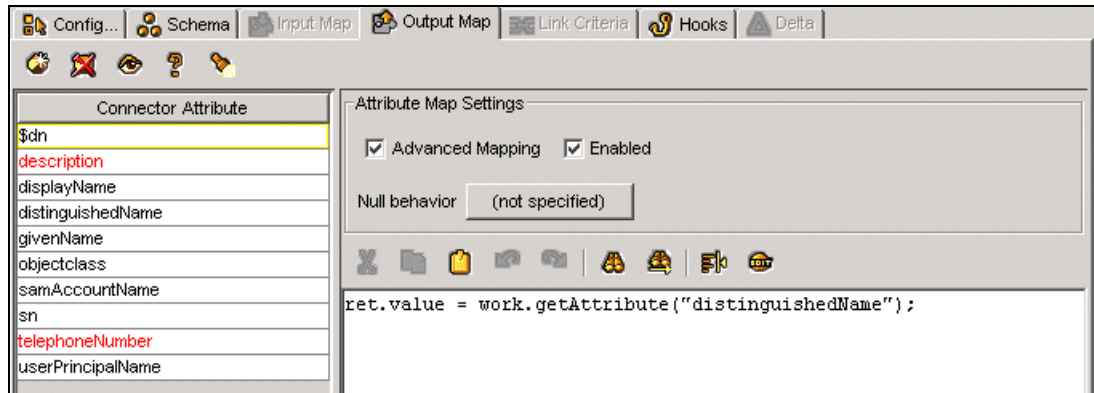 Config... Schema Input Map Output Map Link Criteria Hooks Delta
Connector Attribute
$dn
description
displayName
distinguishedName
givenName
objectclass
samAccountName
sn
telephoneNumber
userPrincipalName
Attribute Map Settings
Advanced Mapping Enabled
Null behavior (not specified)
ret.value = work.getAttribute("distinguishedName");